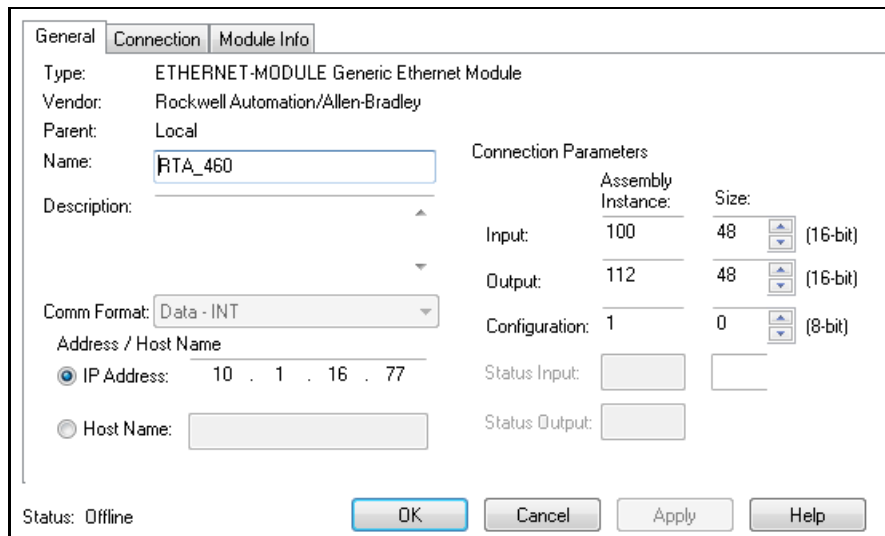 General Connection Module Info
Type: ETHERNET-MODULE Generic Ethernet Module
Vendor: Rockwell Automation/Allen-Bradley
Parent: Local
Name: RTA_460
Description:
Comm Format: Data - INT
Address / Host Name
IP Address: 10 . 1 . 16 . 77
Host Name:
Connection Parameters
Assembly
Instance: Size:
Input: 100 48 (16-bit)
Output: 112 48 (16-bit)
Configuration: 1 0 (8-bit)
Status Input:
Status Output:
Status: Offline OK Cancel Apply Help